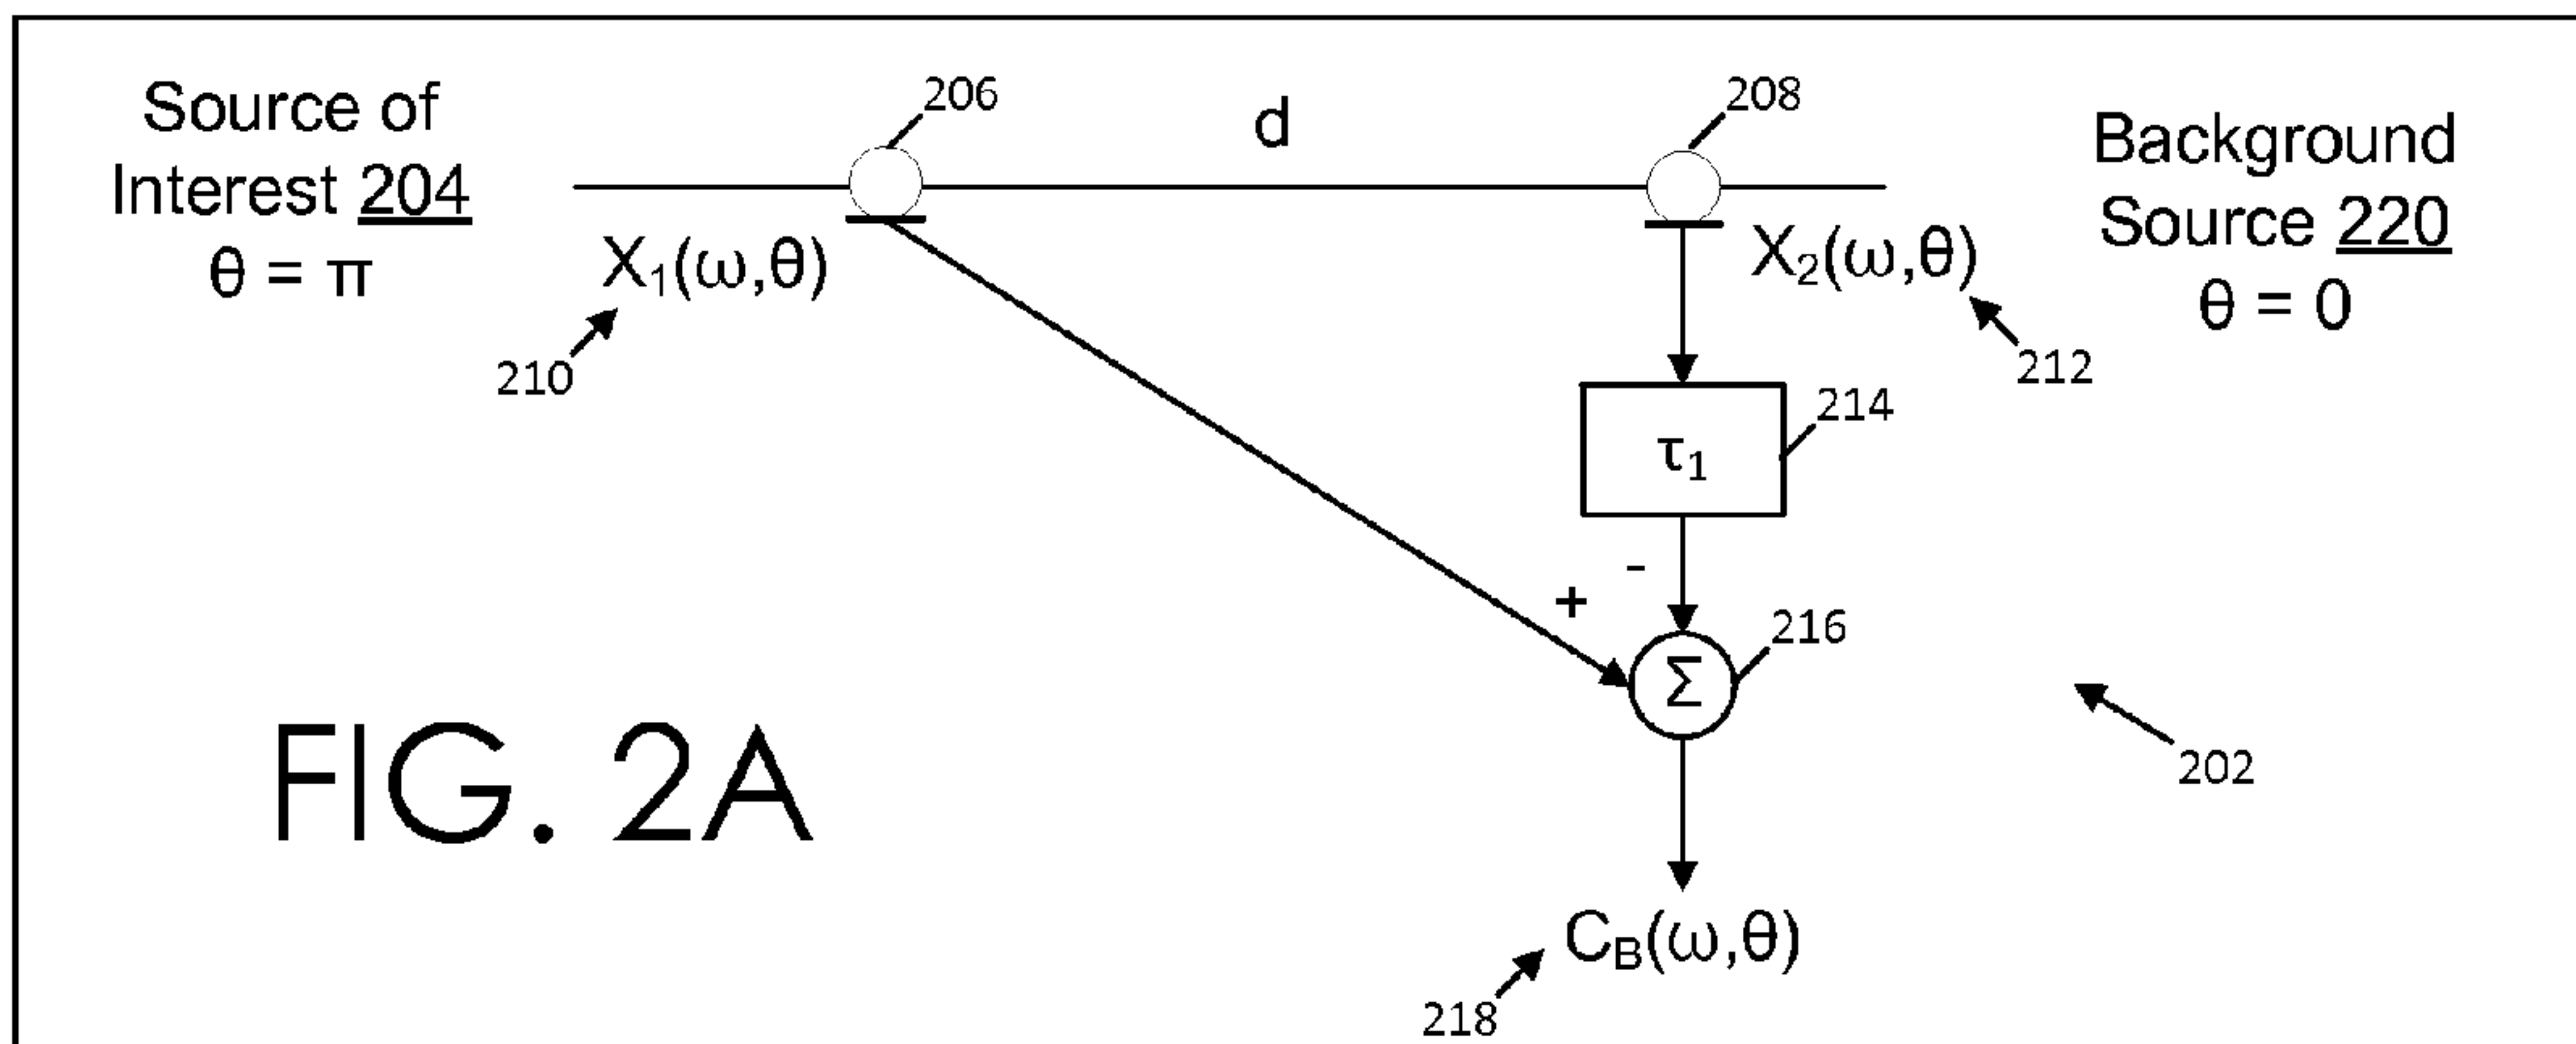 Source of
Interest 204
θ = π
206
d
208
Background
Source 220
θ = 0
X₁(ω,θ)
210
X₂(ω,θ)
212
τ₁
214
-
+
Σ
216
202
FIG. 2A
C_B(ω,θ)
218